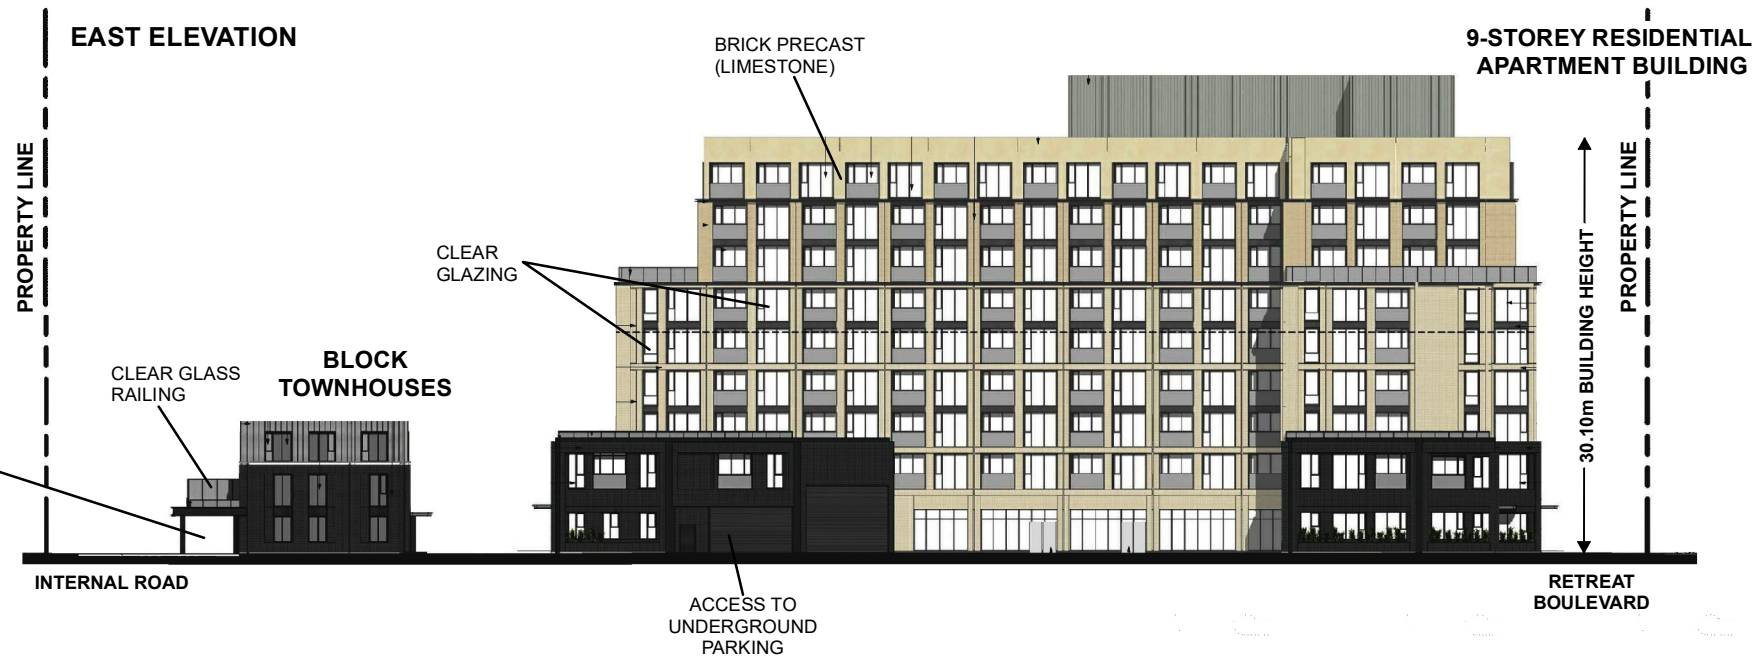 EAST ELEVATION
BRICK PRECAST
(LIMESTONE)
9-STOREY RESIDENTIAL
APARTMENT BUILDING
PROPERTY LINE
CLEAR
GLAZING
PROPERTY LINE
30.10m BUILDING HEIGHT
CLEAR GLASS
RAILING
BLOCK
TOWNHOUSES
INTERNAL ROAD
ACCESS TO
UNDERGROUND
PARKING
RETREAT
BOULEVARD